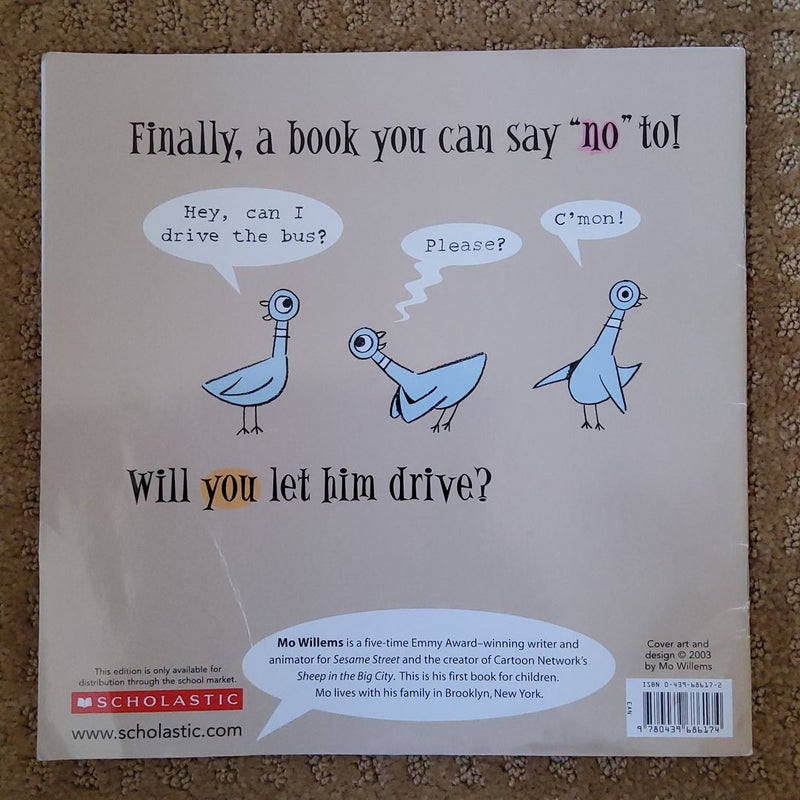 Finally, a book you can say “no” to!
Hey, can I
drive the bus?
Please?
C'mon!
Will you let him drive?
Mo Willems is a five-time Emmy Award–winning writer and
animator for Sesame Street and the creator of Cartoon Network's
Sheep in the Big City. This is his first book for children.
Mo lives with his family in Brooklyn, New York.
This edition is only available for
distribution through the school market.
SCHOLASTIC
www.scholastic.com
Cover art and
design © 2003
by Mo Willems
ISBN 0-439-68617-2
EAN
9 780439 686174